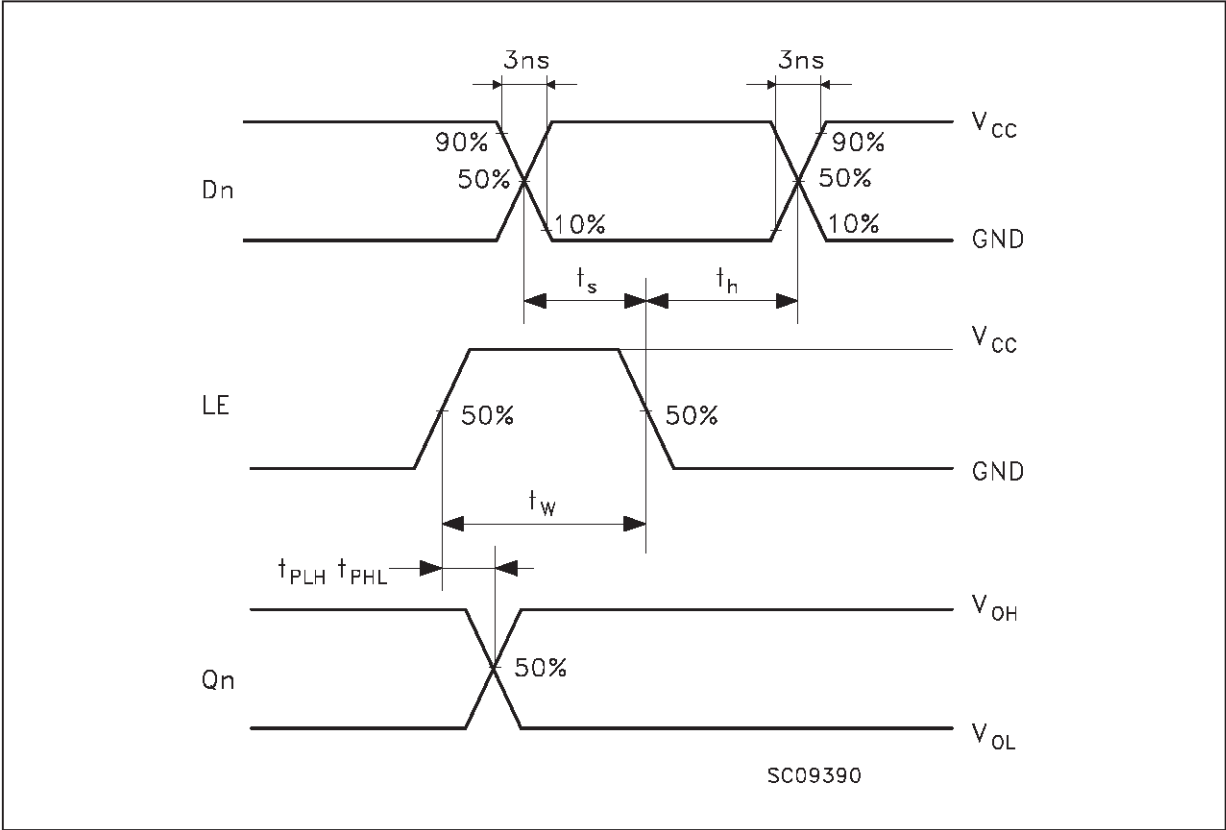 3ns 3ns
V_CC
90% 90%
50% 50%
Dn
10% 10%
GND
t_s t_h
V_CC
LE
50% 50%
GND
t_W
t_PLH t_PHL
V_OH
50%
Qn
V_OL
SC09390